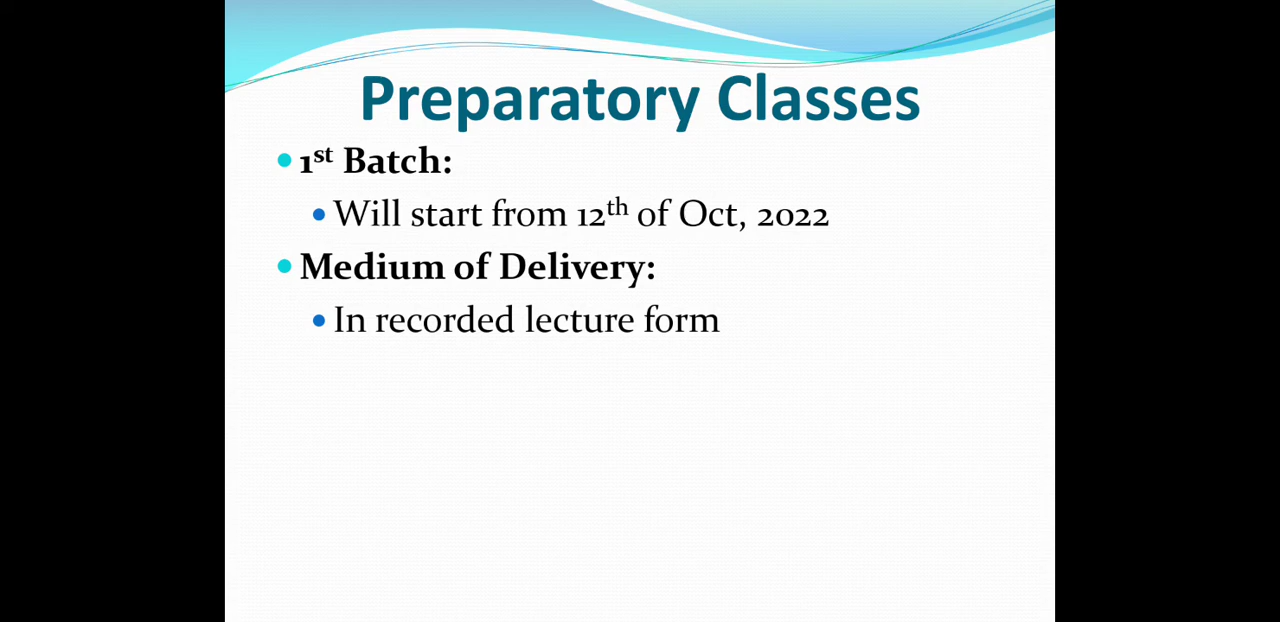 Preparatory Classes
1st Batch:
Will start from 12th of Oct, 2022
Medium of Delivery:
In recorded lecture form